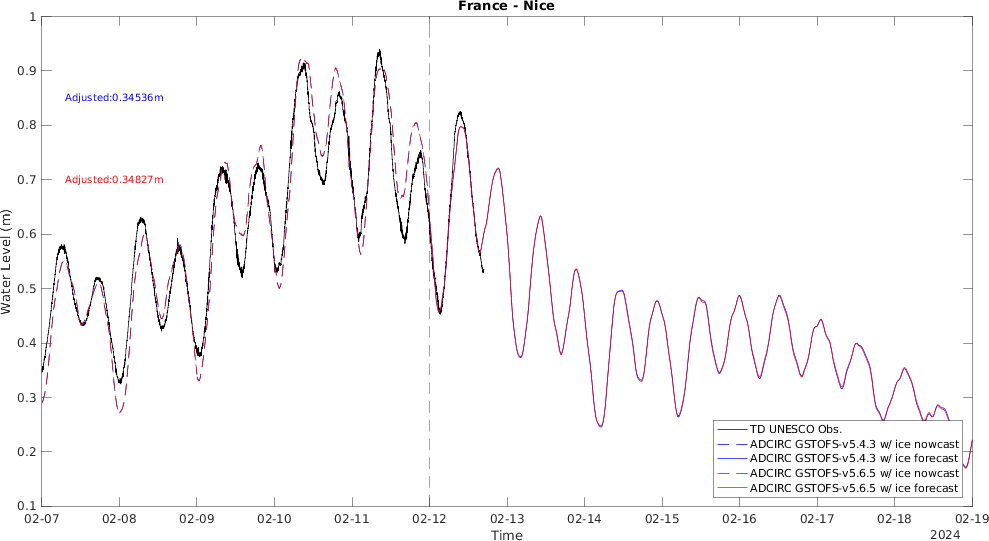 France - Nice
1
0.9
0.8
0.7
0.6
0.5
0.4
0.3
0.2
0.1
Water Level (m)
Adjusted:0.34536m
Adjusted:0.34827m
TD UNESCO Obs.
ADCIRC GSTOFS-v5.4.3 w/ ice nowcast
ADCIRC GSTOFS-v5.4.3 w/ ice forecast
ADCIRC GSTOFS-v5.6.5 w/ ice nowcast
ADCIRC GSTOFS-v5.6.5 w/ ice forecast
02-07 02-08 02-09 02-10 02-11 02-12 02-13 02-14 02-15 02-16 02-17 02-18 02-19
Time
2024